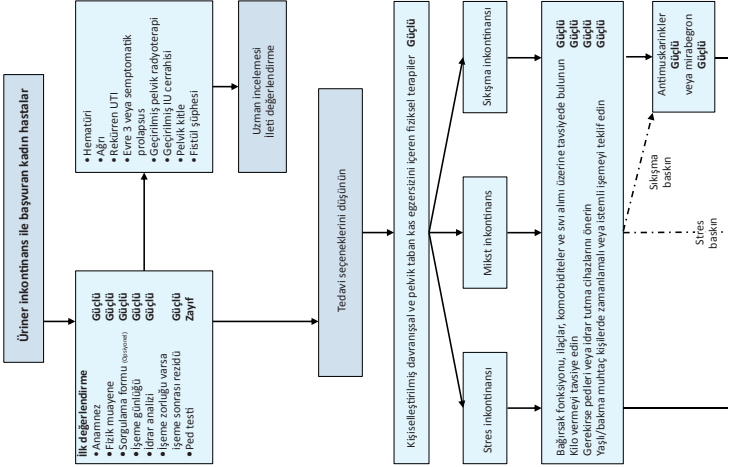 Üriner inkontinans ile başvuran kadın hastalar
İlk değerlendirme
• Anamnez Güçlü
• Fizik muayene Güçlü
• Sorgulama formu (Opsiyonel) Güçlü
• İşeme günlüğü Güçlü
• İdrar analizi Güçlü
• İşeme zorluğu varsa
işeme sonrası rezidü Güçlü
• Ped testi Zayıf
• Hematüri
• Ağrı
• Rekürren UTI
• Evre 3 veya semptomatik
prolapsus
• Geçirilmiş pelvik radyoterapi
• Geçirilmiş IU cerrahisi
• Pelvik kitle
• Fistül şüphesi
Uzman incelemesi
İleti değerlendirme
Tedavi seçeneklerini düşünün
Kişiselleştirilmiş davranışsal ve pelvik taban kas egzersizini içeren fiziksel terapiler Güçlü
Stres inkontinansı
Mikst inkontinans
Sıkışma inkontinansı
Bağırsak fonksiyonu, ilaçlar, komorbiditeler ve sıvı alımı üzerine tavsiyede bulunun Güçlü
Kilo vermeyi tavsiye edin Güçlü
Gerekirse pedleri veya idrar tutma cihazlarını önerin Güçlü
Yaşlı/bakma muhtaç kişilerde zamanlamalı veya istemli işemeyi teklif edin Güçlü
Stres
baskın
Sıkışma
baskın
Antimuskarinkler
Güçlü
veya mirabegron
Güçlü